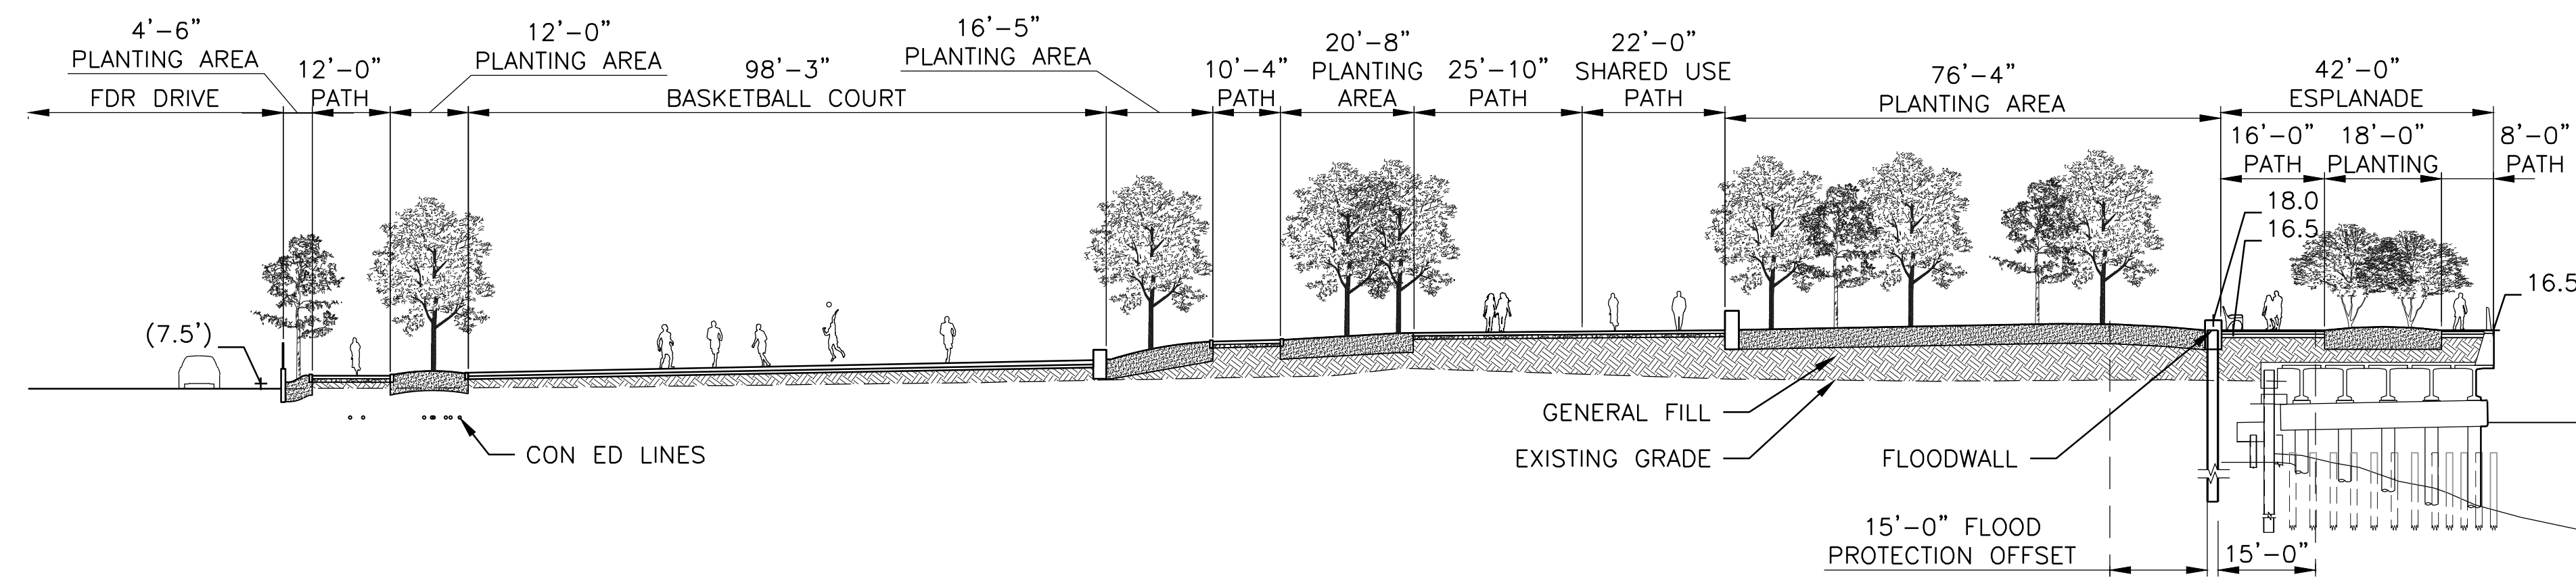 4'-6"
PLANTING AREA
FDR DRIVE
12'-0"
PATH
12'-0"
PLANTING AREA
98'-3"
BASKETBALL COURT
16'-5"
PLANTING AREA
10'-4"
PATH
20'-8"
PLANTING
AREA
25'-10"
PATH
22'-0"
SHARED USE
PATH
76'-4"
PLANTING AREA
42'-0"
ESPLANADE
16'-0"
PATH
18'-0"
PLANTING
8'-0"
PATH
18.0
16.5
16.5
(7.5')
GENERAL FILL
EXISTING GRADE
CON ED LINES
FLOODWALL
15'-0" FLOOD
PROTECTION OFFSET
15'-0"